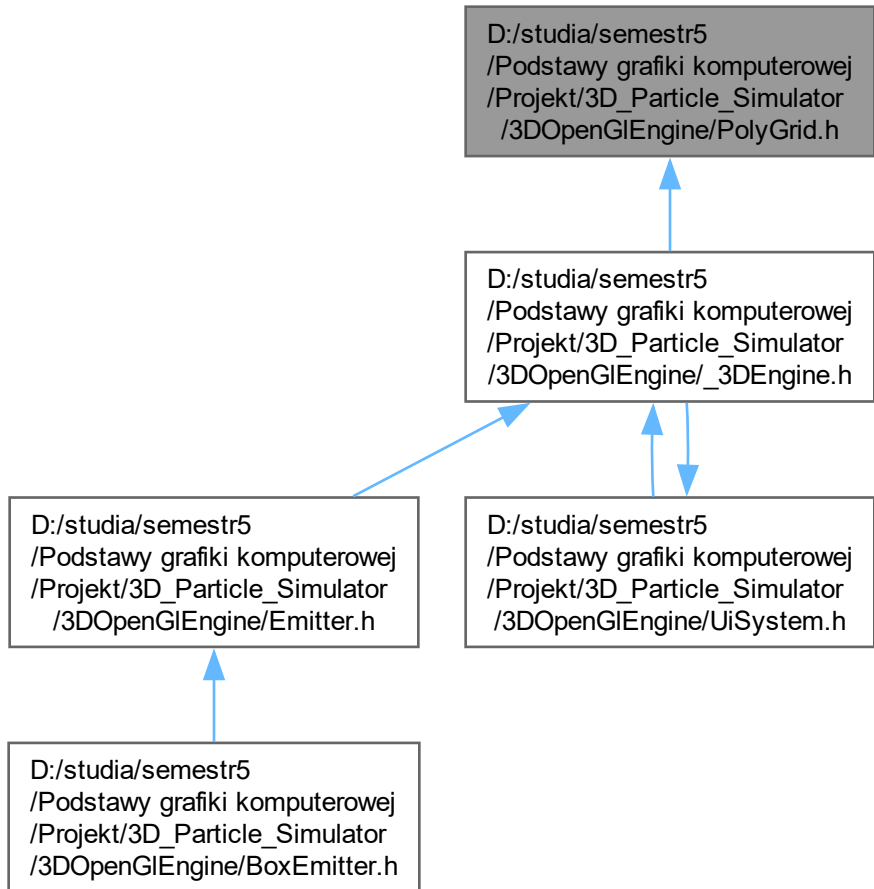 D:/studia/semestr5
/Podstawy grafiki komputerowej
/Projekt/3D_Particle_Simulator
/3DOpenGlEngine/PolyGrid.h
D:/studia/semestr5
/Podstawy grafiki komputerowej
/Projekt/3D_Particle_Simulator
/3DOpenGlEngine/_3DEngine.h
D:/studia/semestr5
/Podstawy grafiki komputerowej
/Projekt/3D_Particle_Simulator
/3DOpenGlEngine/Emitter.h
D:/studia/semestr5
/Podstawy grafiki komputerowej
/Projekt/3D_Particle_Simulator
/3DOpenGlEngine/UiSystem.h
D:/studia/semestr5
/Podstawy grafiki komputerowej
/Projekt/3D_Particle_Simulator
/3DOpenGlEngine/BoxEmitter.h